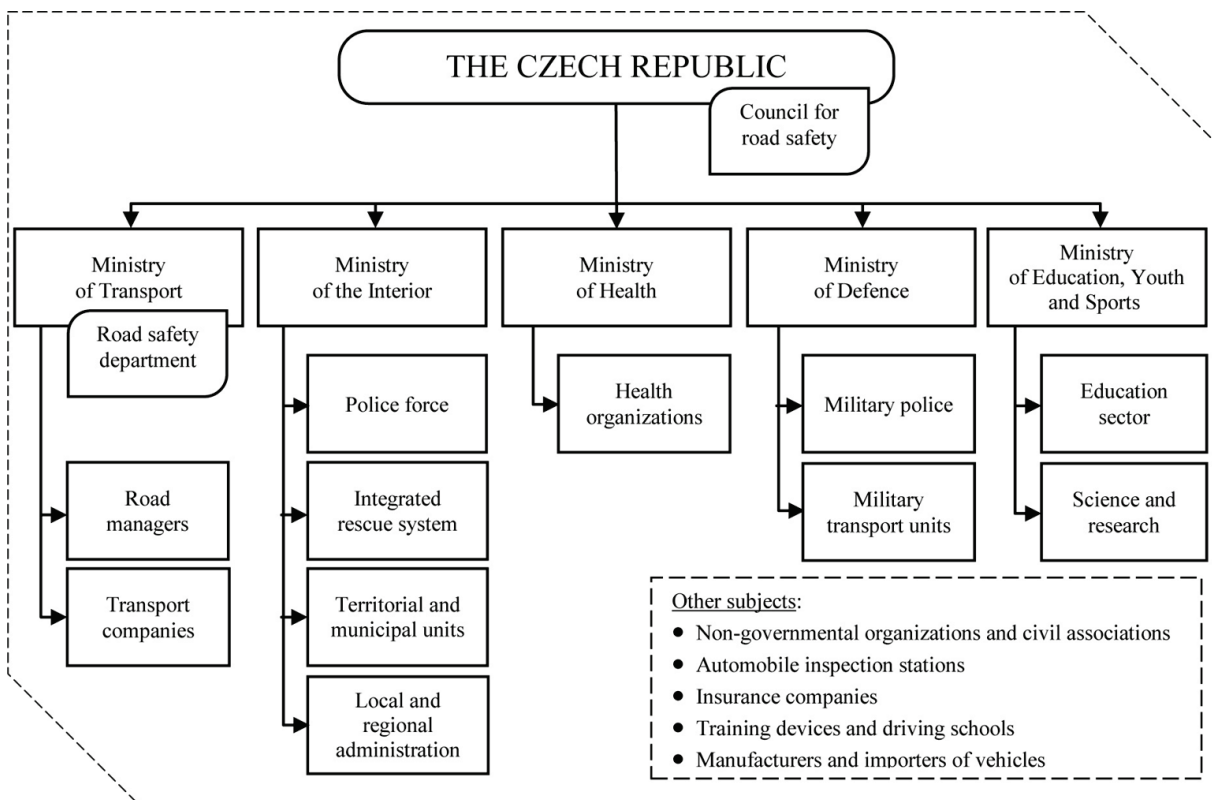 THE CZECH REPUBLIC
Council for
road safety
Ministry
of Transport
Road safety
department
Road
managers
Transport
companies
Ministry
of the Interior
Police force
Integrated
rescue system
Territorial and
municipal units
Local and
regional
administration
Ministry
of Health
Health
organizations
Ministry
of Defence
Military police
Military
transport units
Ministry
of Education, Youth
and Sports
Education
sector
Science and
research
Other subjects:
● Non-governmental organizations and civil associations
● Automobile inspection stations
● Insurance companies
● Training devices and driving schools
● Manufacturers and importers of vehicles